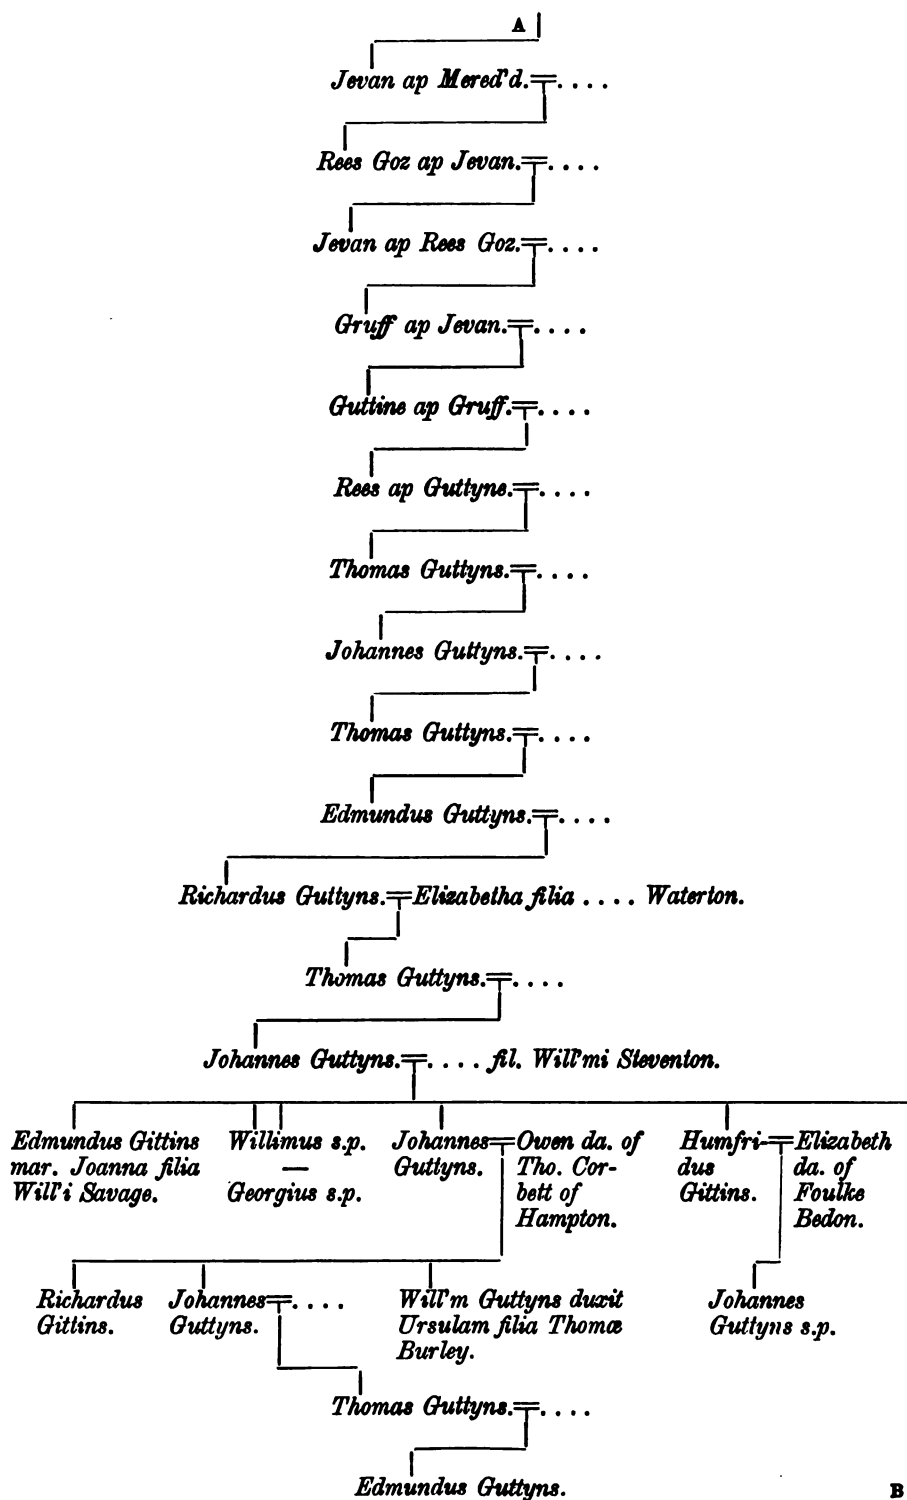 A
Jevan ap Mered'd. . . . .
Rees Goz ap Jevan. . . . .
Jevan ap Rees Goz. . . . .
Gruff ap Jevan. . . . .
Guttine ap Gruff. . . . .
Rees ap Guttyne. . . . .
Thomas Guttyns. . . . .
Johannes Guttyns. . . . .
Thomas Guttyns. . . . .
Edmundus Guttyns. . . . .
Richardus Guttyns. Elizabetha filia . . . . Waterton.
Thomas Guttyns. . . . .
Johannes Guttyns. . . . . fil. Will'mi Steventon.
Edmundus Gittins
mar. Joanna filia
Will'i Savage.
Willimus s.p.
—
Georgius s.p.
Johannes
Guttyns.
Owen da. of
Tho. Cor-
bett of
Hampton.
Humfri-
dus
Gittins.
Elizabeth
da. of
Foulke
Bedon.
Richardus
Gittins.
Johannes . . . .
Guttyns.
Will'm Guttyns duxit
Ursulam filia Thomæ
Burley.
Johannes
Guttyns s.p.
Thomas Guttyns. . . . .
Edmundus Guttyns.
B